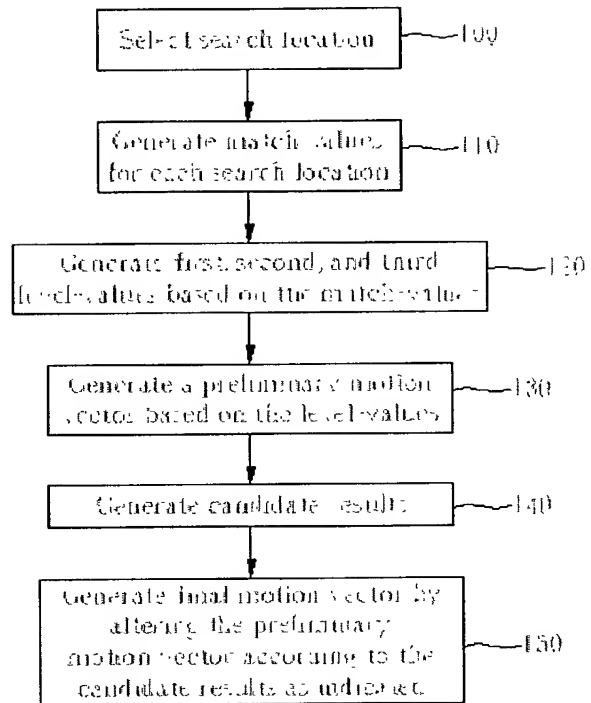 Select search location
100
Generate match values
for each search location
110
Generate first, second, and third
level-values based on the match-values
120
Generate a preliminary motion
vector based on the level-values
130
Generate candidate results
140
Generate final motion vector by
altering the preliminary
motion vector according to the
candidate results as indicated
150